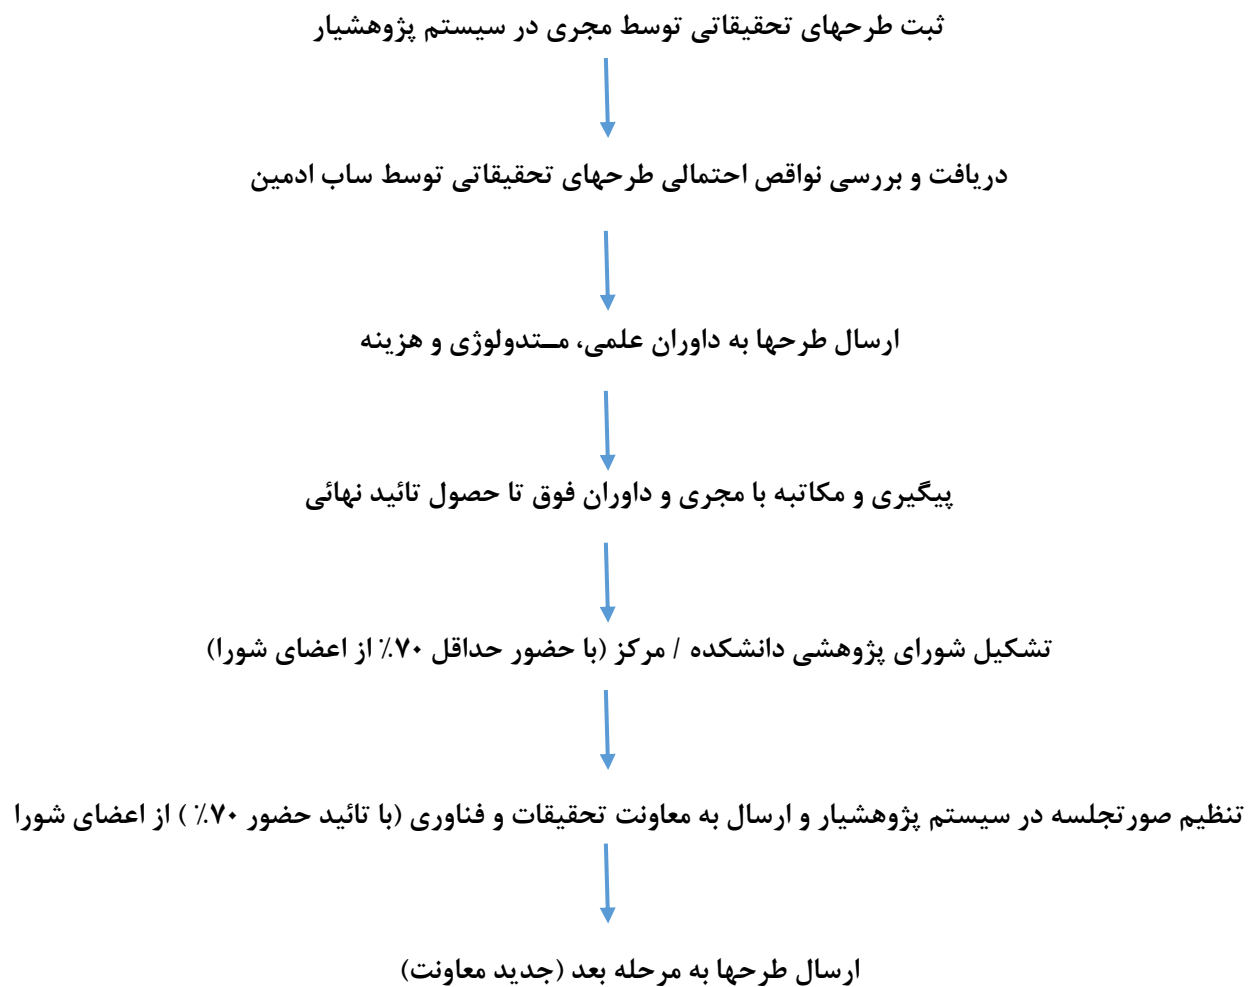 ثبت طرحهای تحقیقاتی توسط مجری در سیستم پژوهشیار
دریافت و بررسی نواقص احتمالی طرحهای تحقیقاتی توسط ساب ادمین
ارسال طرحها به داوران علمی، مــتدولوژی و هزینه
پیگیری و مکاتبه با مجری و داوران فوق تا حصول تائید نهائی
تشکیل شورای پژوهشی دانشکده / مرکز (با حضور حداقل ۷۰٪ از اعضای شورا)
تنظیم صورتجلسه در سیستم پژوهشیار و ارسال به معاونت تحقیقات و فناوری (با تائید حضور ۷۰٪ ) از اعضای شورا
ارسال طرحها به مرحله بعد (جدید معاونت)